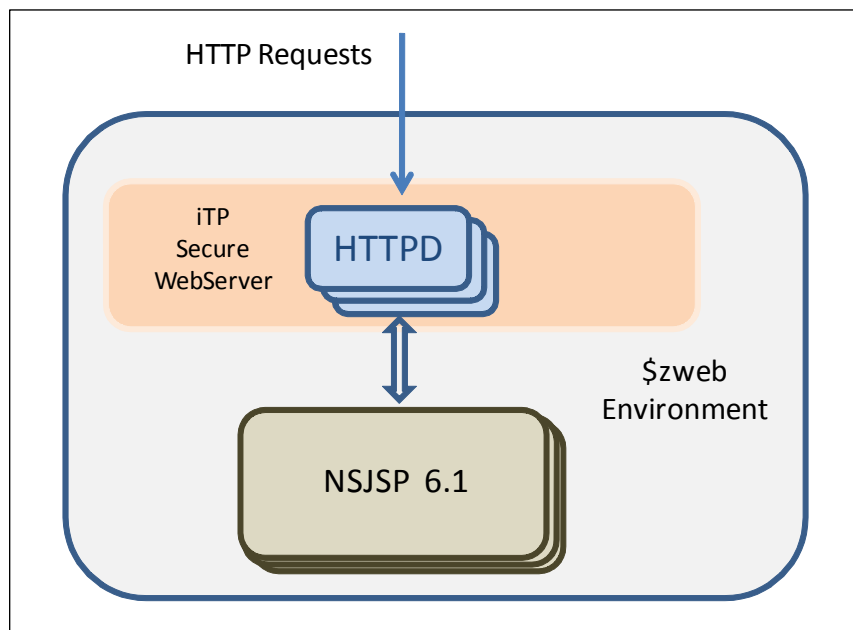 HTTP Requests
iTP
Secure
WebServer
HTTPD
$zweb
Environment
NSJSP 6.1